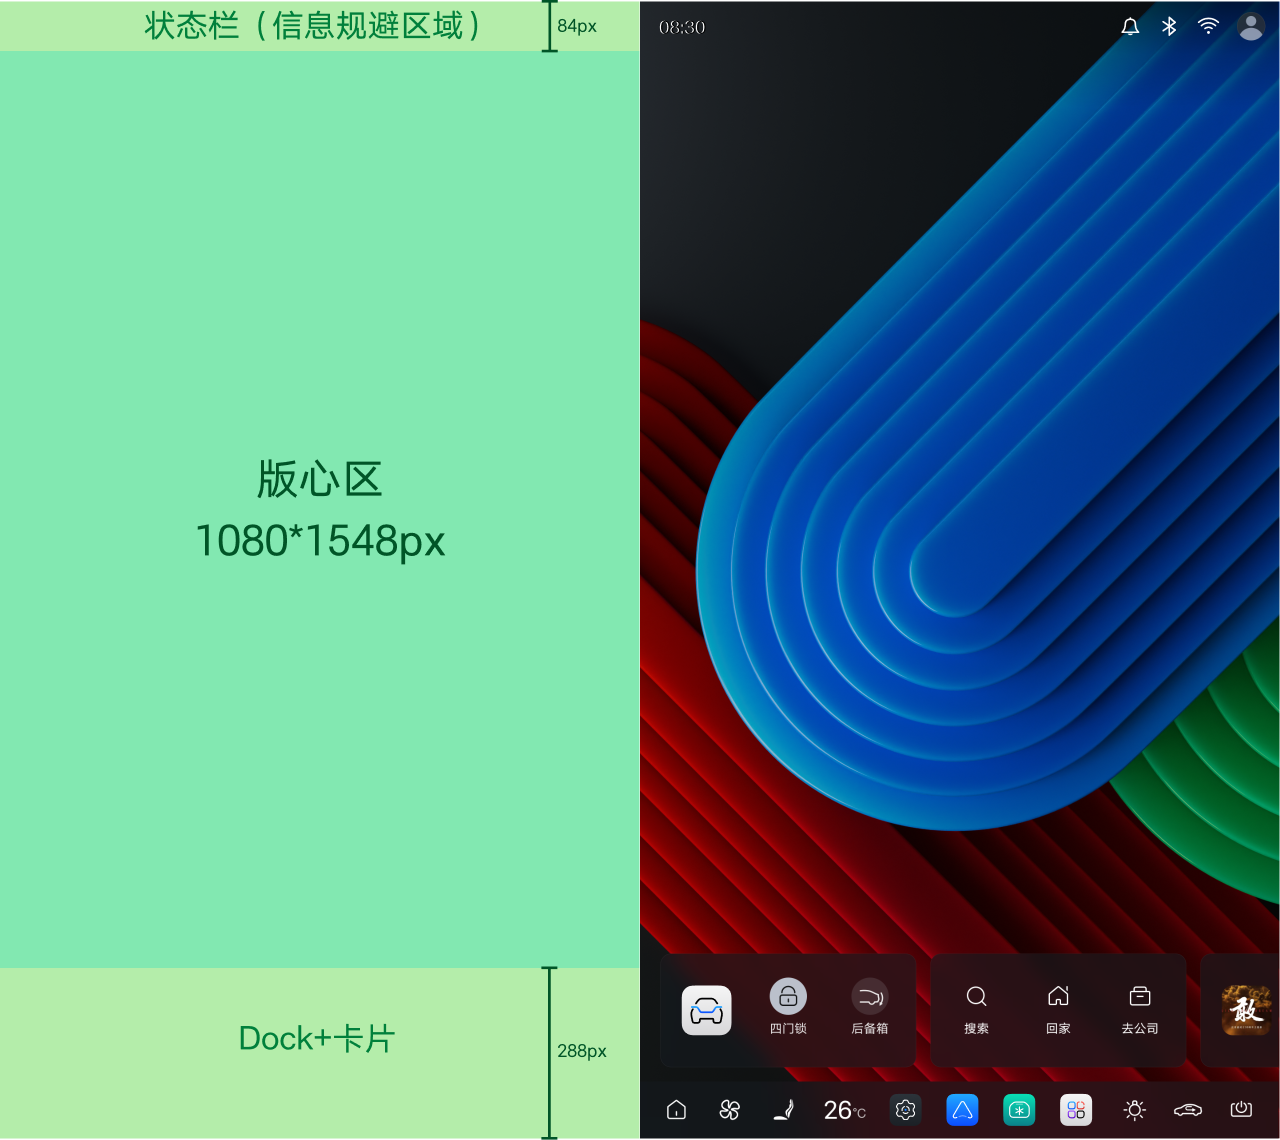 状态栏（信息规避区域）
84px
版心区
1080*1548px
Dock+卡片
288px
08:30
四门锁
后备箱
搜索
回家
去公司
敢
26°C